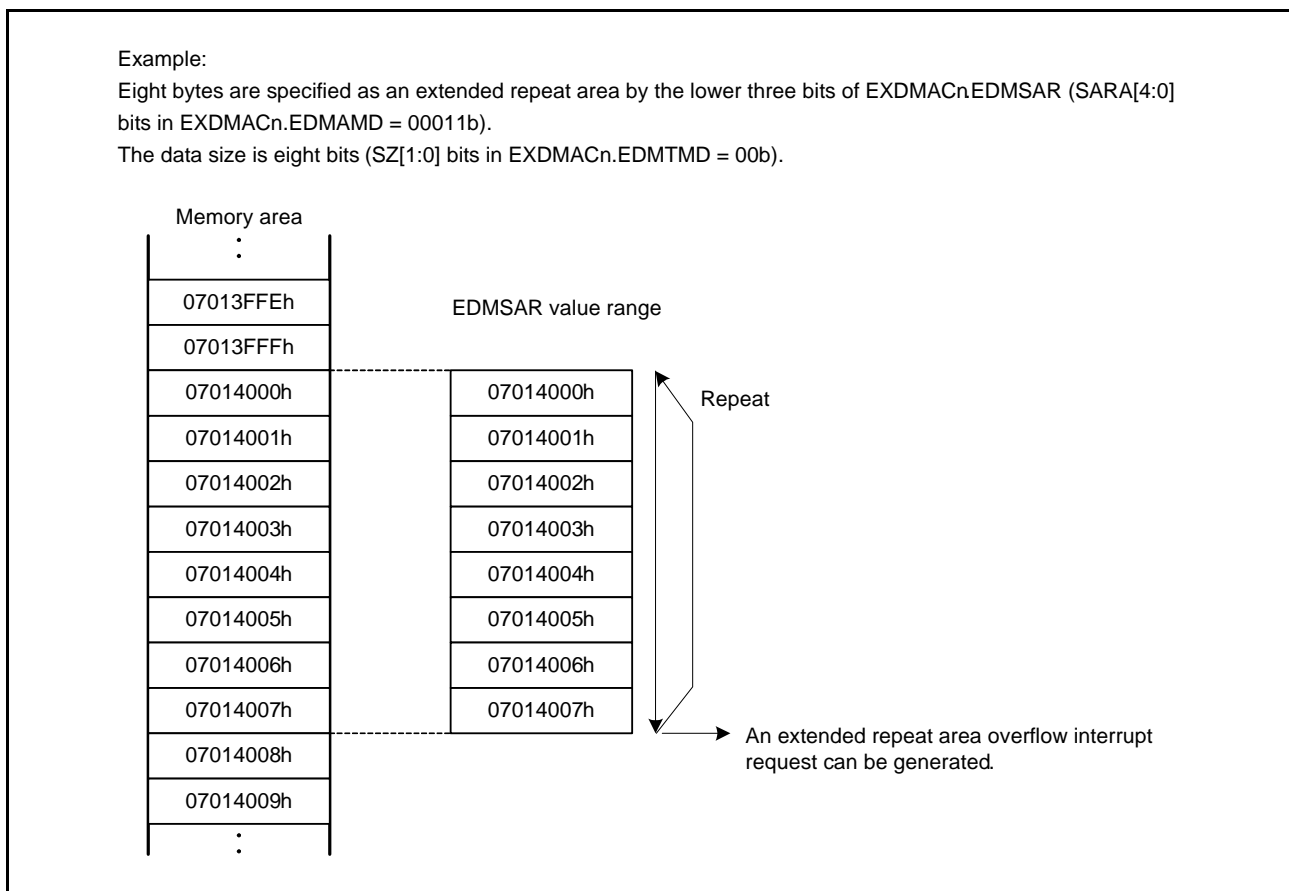 Example:
Eight bytes are specified as an extended repeat area by the lower three bits of EXDMACn.EDMSAR (SARA[4:0]
bits in EXDMACn.EDMAMD = 00011b).
The data size is eight bits (SZ[1:0] bits in EXDMACn.EDMTMD = 00b).
Memory area
07013FFEh
EDMSAR value range
07013FFFh
07014000h
07014000h
Repeat
07014001h
07014001h
07014002h
07014002h
07014003h
07014003h
07014004h
07014004h
07014005h
07014005h
07014006h
07014006h
07014007h
07014007h
An extended repeat area overflow interrupt
request can be generated.
07014008h
07014009h